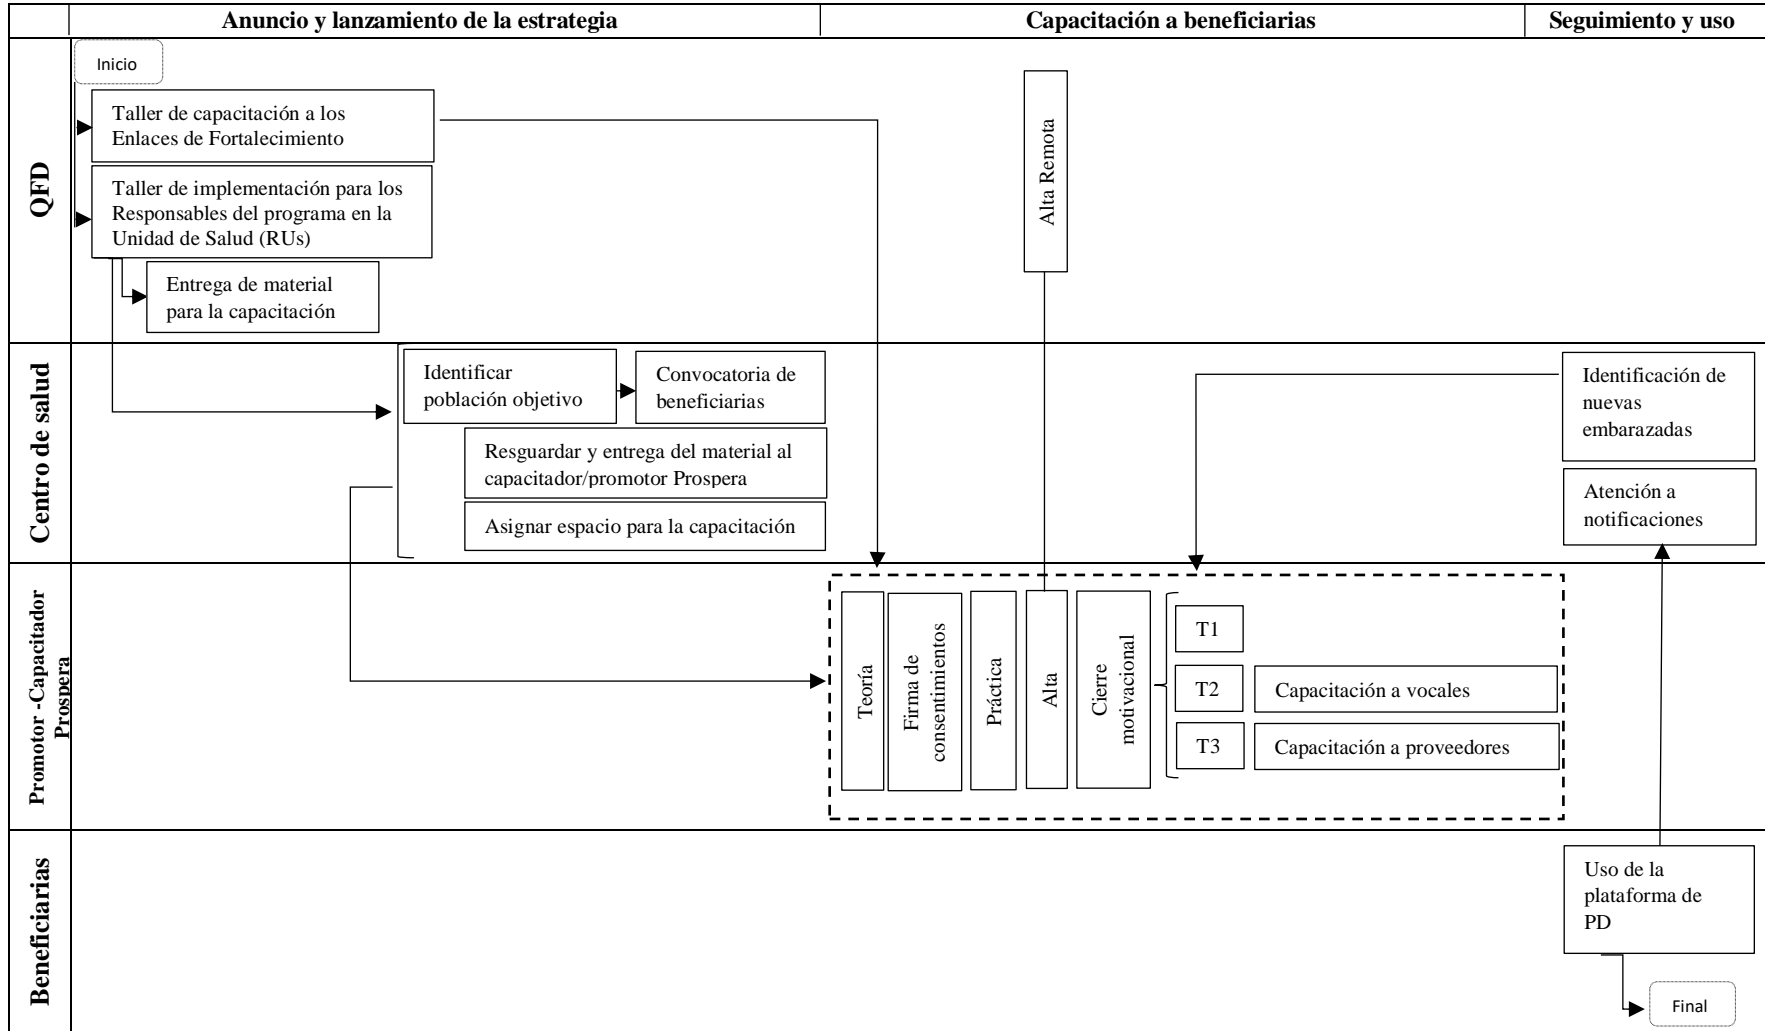 Anuncio y lanzamiento de la estrategia
Capacitación a beneficiarias
Seguimiento y uso
QFD
Inicio
Taller de capacitación a los
Enlaces de Fortalecimiento
Taller de implementación para los
Responsables del programa en la
Unidad de Salud (RUs)
Entrega de material
para la capacitación
Alta Remota
Centro de salud
Identificar
población objetivo
Convocatoria de
beneficiarias
Resguardar y entrega del material al
capacitador/promotor Prospera
Asignar espacio para la capacitación
Identificación de
nuevas
embarazadas
Atención a
notificaciones
Promotor -Capacitador
Prospera
Teoría
Firma de
consentimientos
Práctica
Alta
Cierre
motivacional
T1
T2
Capacitación a vocales
T3
Capacitación a proveedores
Beneficiarias
Uso de la
plataforma de
PD
Final